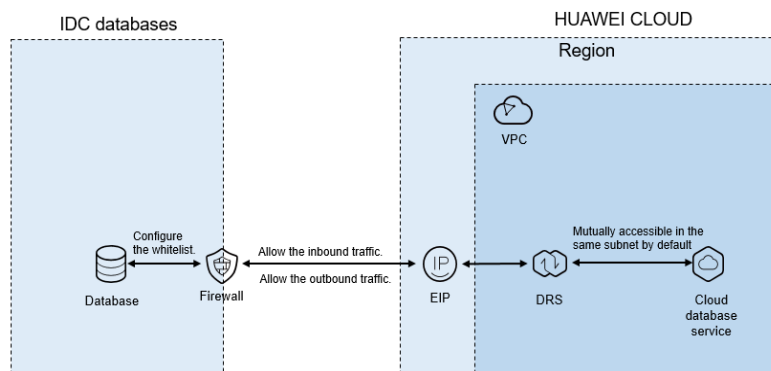 IDC databases
HUAWEI CLOUD
Region
VPC
Configure
the whitelist.
Allow the inbound traffic.
Allow the outbound traffic.
Mutually accessible in the
same subnet by default
Database
Firewall
IP
EIP
DRS
Cloud
database
service